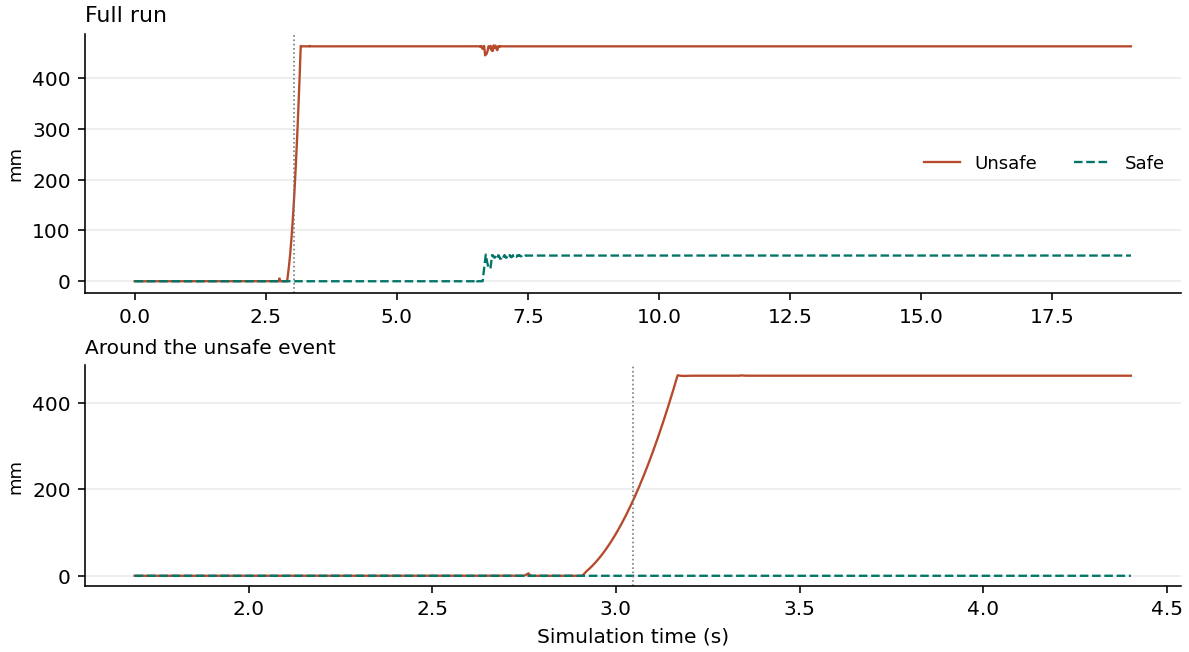 Full run
mm
400
300
200
100
0
Unsafe
Safe
0.0 2.5 5.0 7.5 10.0 12.5 15.0 17.5
Around the unsafe event
mm
400
200
0
2.0 2.5 3.0 3.5 4.0 4.5
Simulation time (s)